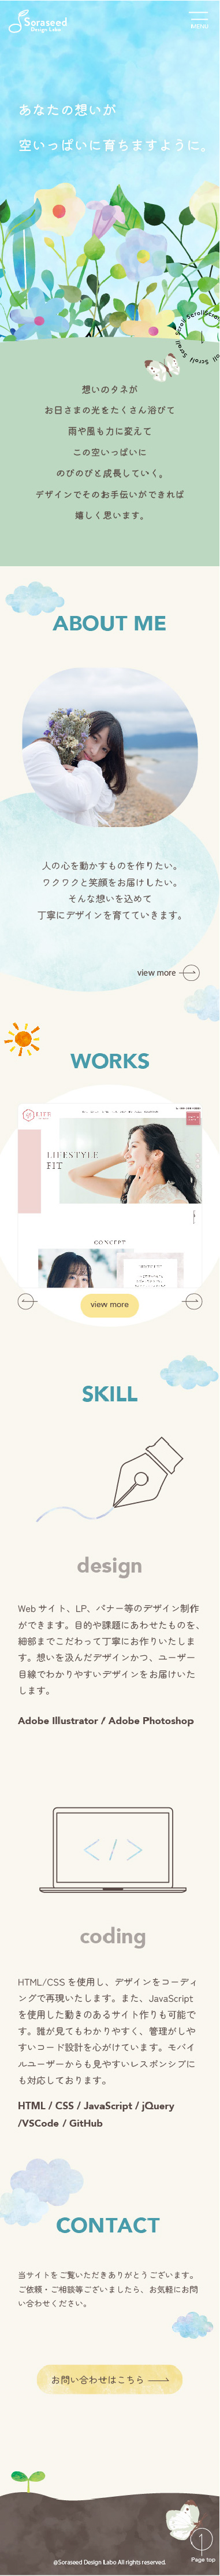 Soraseed
Design Labo
MENU
あなたの想いが
空いっぱいに育ちますように。
Scroll Scroll Scroll Scroll
想いのタネが
お日さまの光をたくさん浴びて
雨や風も力に変えて
この空いっぱいに
のびのびと成長していく。
デザインでそのお手伝いができれば
嬉しく思います。
ABOUT ME
人の心を動かすものを作りたい。
ワクワクと笑顔をお届けしたい。
そんな想いを込めて
丁寧にデザインを育てていきます。
view more
WORKS
LIFE
LIFESTYLE
FIT
CONCEPT
view more
SKILL
design
Web サイト、LP、バナー等のデザイン制作
ができます。目的や課題にあわせたものを、
細部までこだわって丁寧にお作りいたしま
す。想いを汲んだデザインかつ、ユーザー
目線でわかりやすいデザインをお届けいた
します。
Adobe Illustrator / Adobe Photoshop
</>
coding
HTML/CSS を使用し、デザインをコーディ
ングで再現いたします。また、JavaScript
を使用した動きのあるサイト作りも可能で
す。誰が見てもわかりやすく、管理がしや
すいコード設計を心がけています。モバイ
ルユーザーからも見やすいレスポンシブに
も対応しております。
HTML / CSS / JavaScript / jQuery
/VSCode / GitHub
CONTACT
当サイトをご覧いただきありがとうございます。
ご依頼・ご相談等ございましたら、お気軽にお問
い合わせください。
お問い合わせはこちら
Page top
@Soraseed Design lLabo All rights reserved.